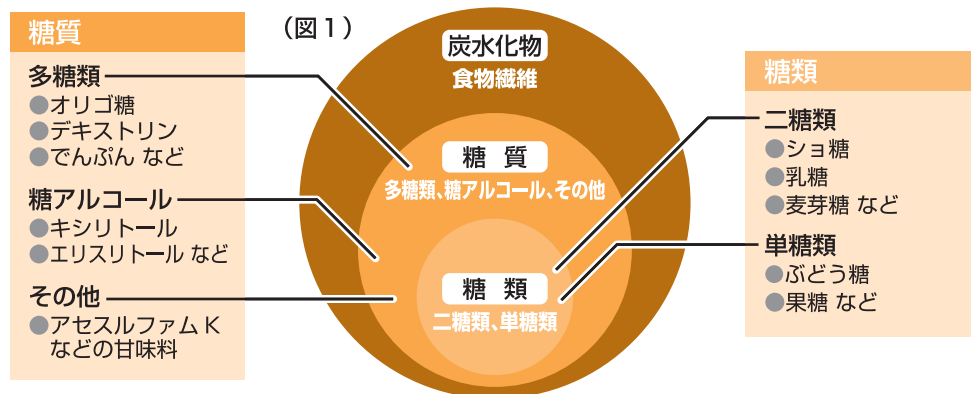 糖質
多糖類
●オリゴ糖
●デキストリン
●でんぷん など
糖アルコール
●キシリトール
●エリスリトール など
その他
●アセスルファムK
などの甘味料
（図１）
炭水化物
食物繊維
糖 質
多糖類、糖アルコール、その他
糖 類
二糖類、単糖類
糖類
二糖類
●ショ糖
●乳糖
●麦芽糖 など
単糖類
●ぶどう糖
●果糖 など